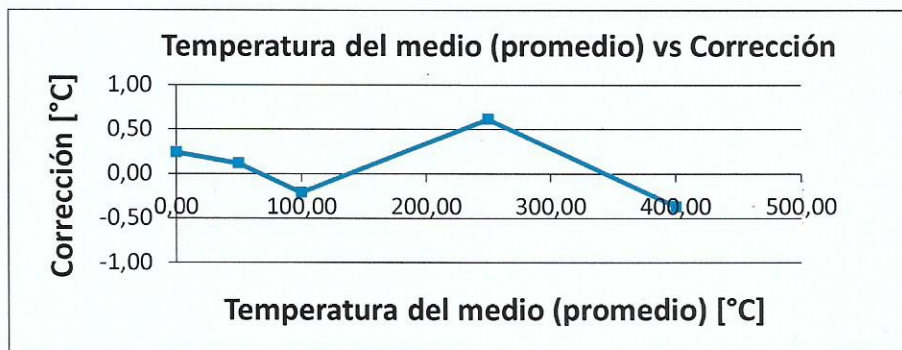 Temperatura del medio (promedio) vs Corrección
Corrección [°C]
1,00
0,50
0,00
-0,50
-1,00
0,00 100,00 200,00 300,00 400,00 500,00
Temperatura del medio (promedio) [°C]